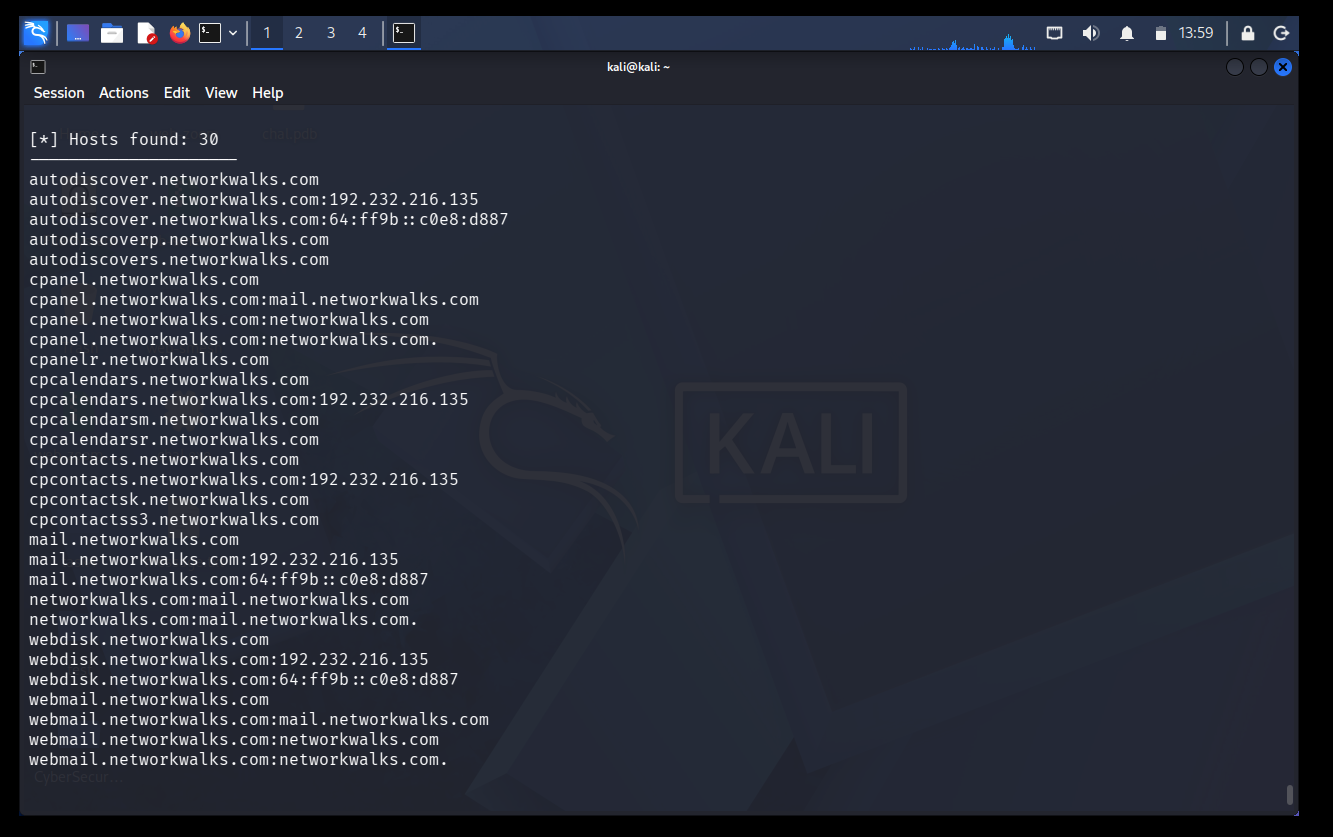 1 2 3 4 13:59
kali@kali: ~
Session Actions Edit View Help
[*] Hosts found: 30
---------------------
autodiscover.networkwalks.com
autodiscover.networkwalks.com:192.232.216.135
autodiscover.networkwalks.com:64:ff9b::c0e8:d887
autodiscoverp.networkwalks.com
autodiscovers.networkwalks.com
cpanel.networkwalks.com
cpanel.networkwalks.com:mail.networkwalks.com
cpanel.networkwalks.com:networkwalks.com
cpanel.networkwalks.com:networkwalks.com.
cpanelr.networkwalks.com
cpcalendars.networkwalks.com
cpcalendars.networkwalks.com:192.232.216.135
cpcalendarsm.networkwalks.com
cpcalendarsr.networkwalks.com
cpcontacts.networkwalks.com
cpcontacts.networkwalks.com:192.232.216.135
cpcontactsk.networkwalks.com
cpcontactss3.networkwalks.com
mail.networkwalks.com
mail.networkwalks.com:192.232.216.135
mail.networkwalks.com:64:ff9b::c0e8:d887
networkwalks.com:mail.networkwalks.com
networkwalks.com:mail.networkwalks.com.
webdisk.networkwalks.com
webdisk.networkwalks.com:192.232.216.135
webdisk.networkwalks.com:64:ff9b::c0e8:d887
webmail.networkwalks.com
webmail.networkwalks.com:mail.networkwalks.com
webmail.networkwalks.com:networkwalks.com
webmail.networkwalks.com:networkwalks.com.
KALI
CyberSecur...